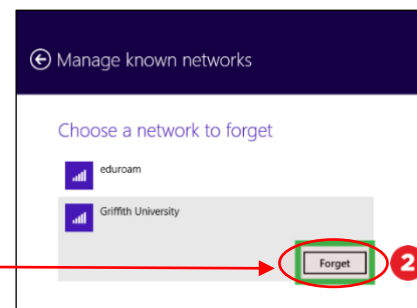 Manage known networks
Choose a network to forget
eduroam
Griffith University
Forget
2